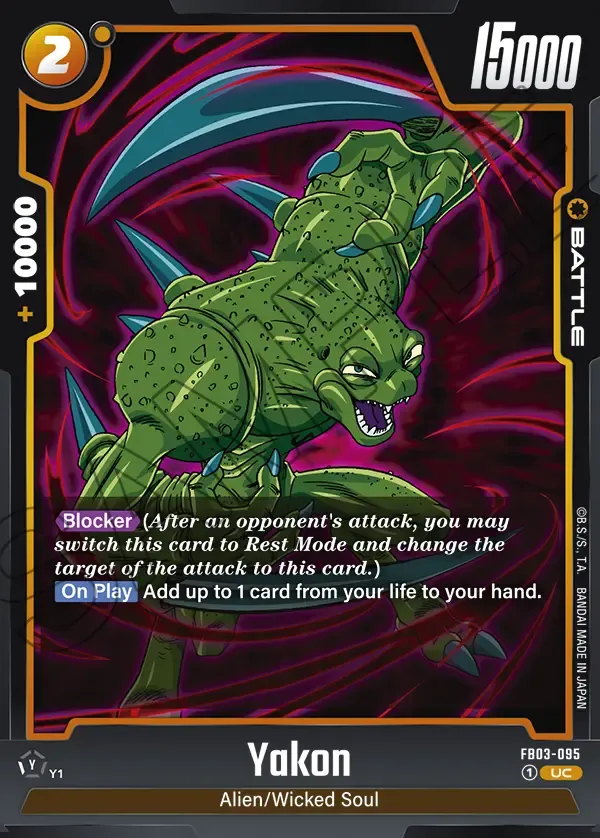 2
15000
+ 10000
BATTLE
SAMPLE
Blocker (After an opponent's attack, you may
switch this card to Rest Mode and change the
target of the attack to this card.)
On Play Add up to 1 card from your life to your hand.
©B.S./S., T.A. BANDAI MADE IN JAPAN
Y Y1
Yakon
FB03-095
1 UC
Alien/Wicked Soul